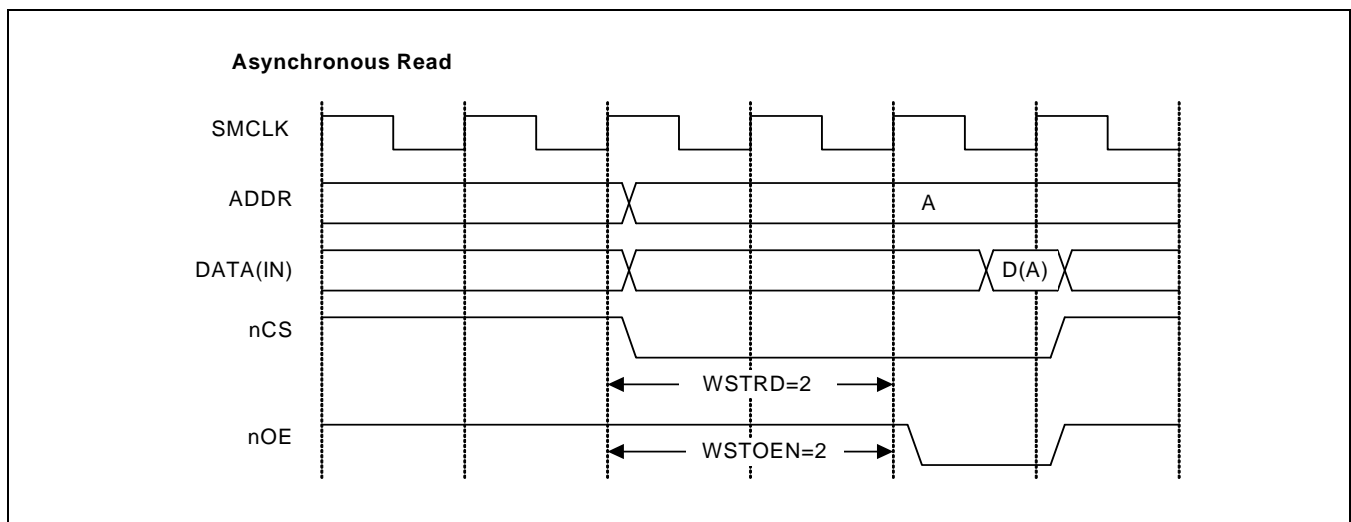 Asynchronous Read
SMCLK
ADDR
A
DATA(IN)
D(A)
nCS
WSTRD=2
nOE
WSTOEN=2